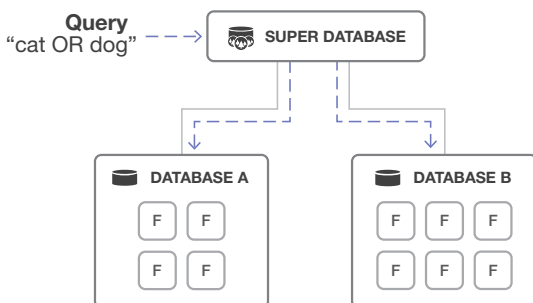 Query
“cat OR dog”
SUPER DATABASE
DATABASE A
F F
F F
DATABASE B
F F F
F F F